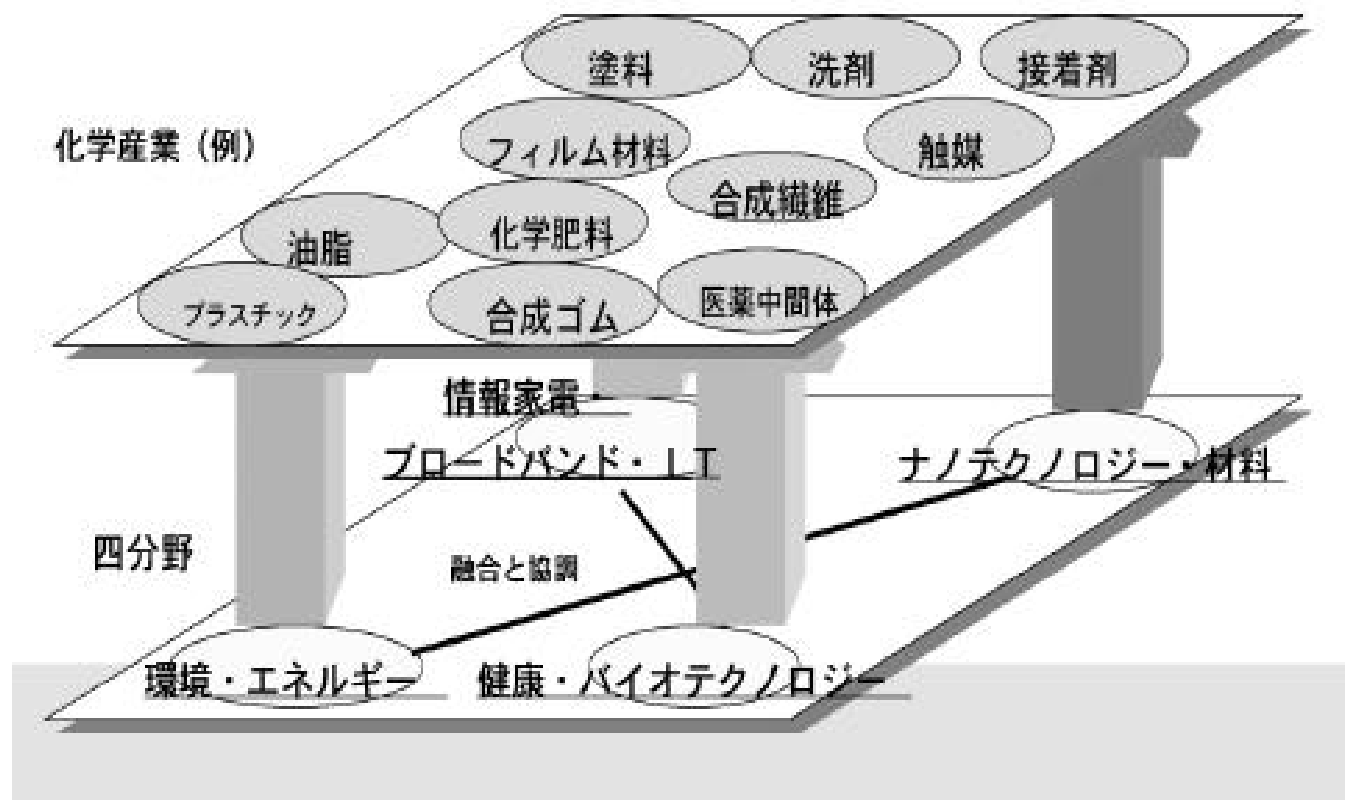 塗料
洗剤
接着剤
化学産業（例）
フィルム材料
触媒
合成繊維
油脂
化学肥料
プラスチック
合成ゴム
医薬中間体
情報家電・
ブロードバンド・ＩＴ
ナノテクノロジー・材料
四分野
融合と協調
環境・エネルギー
健康・バイオテクノロジー